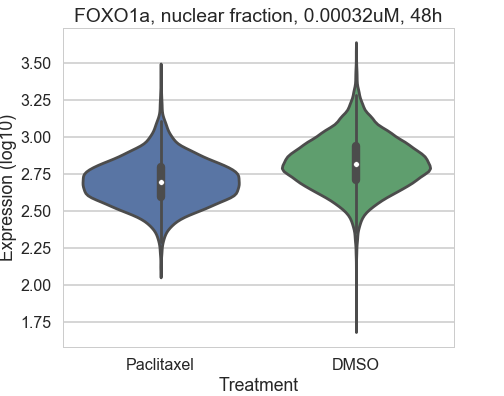 FOXO1a, nuclear fraction, 0.00032uM, 48h
3.50
3.25
3.00
2.75
2.50
2.25
2.00
1.75
Expression (log10)
Paclitaxel DMSO
Treatment